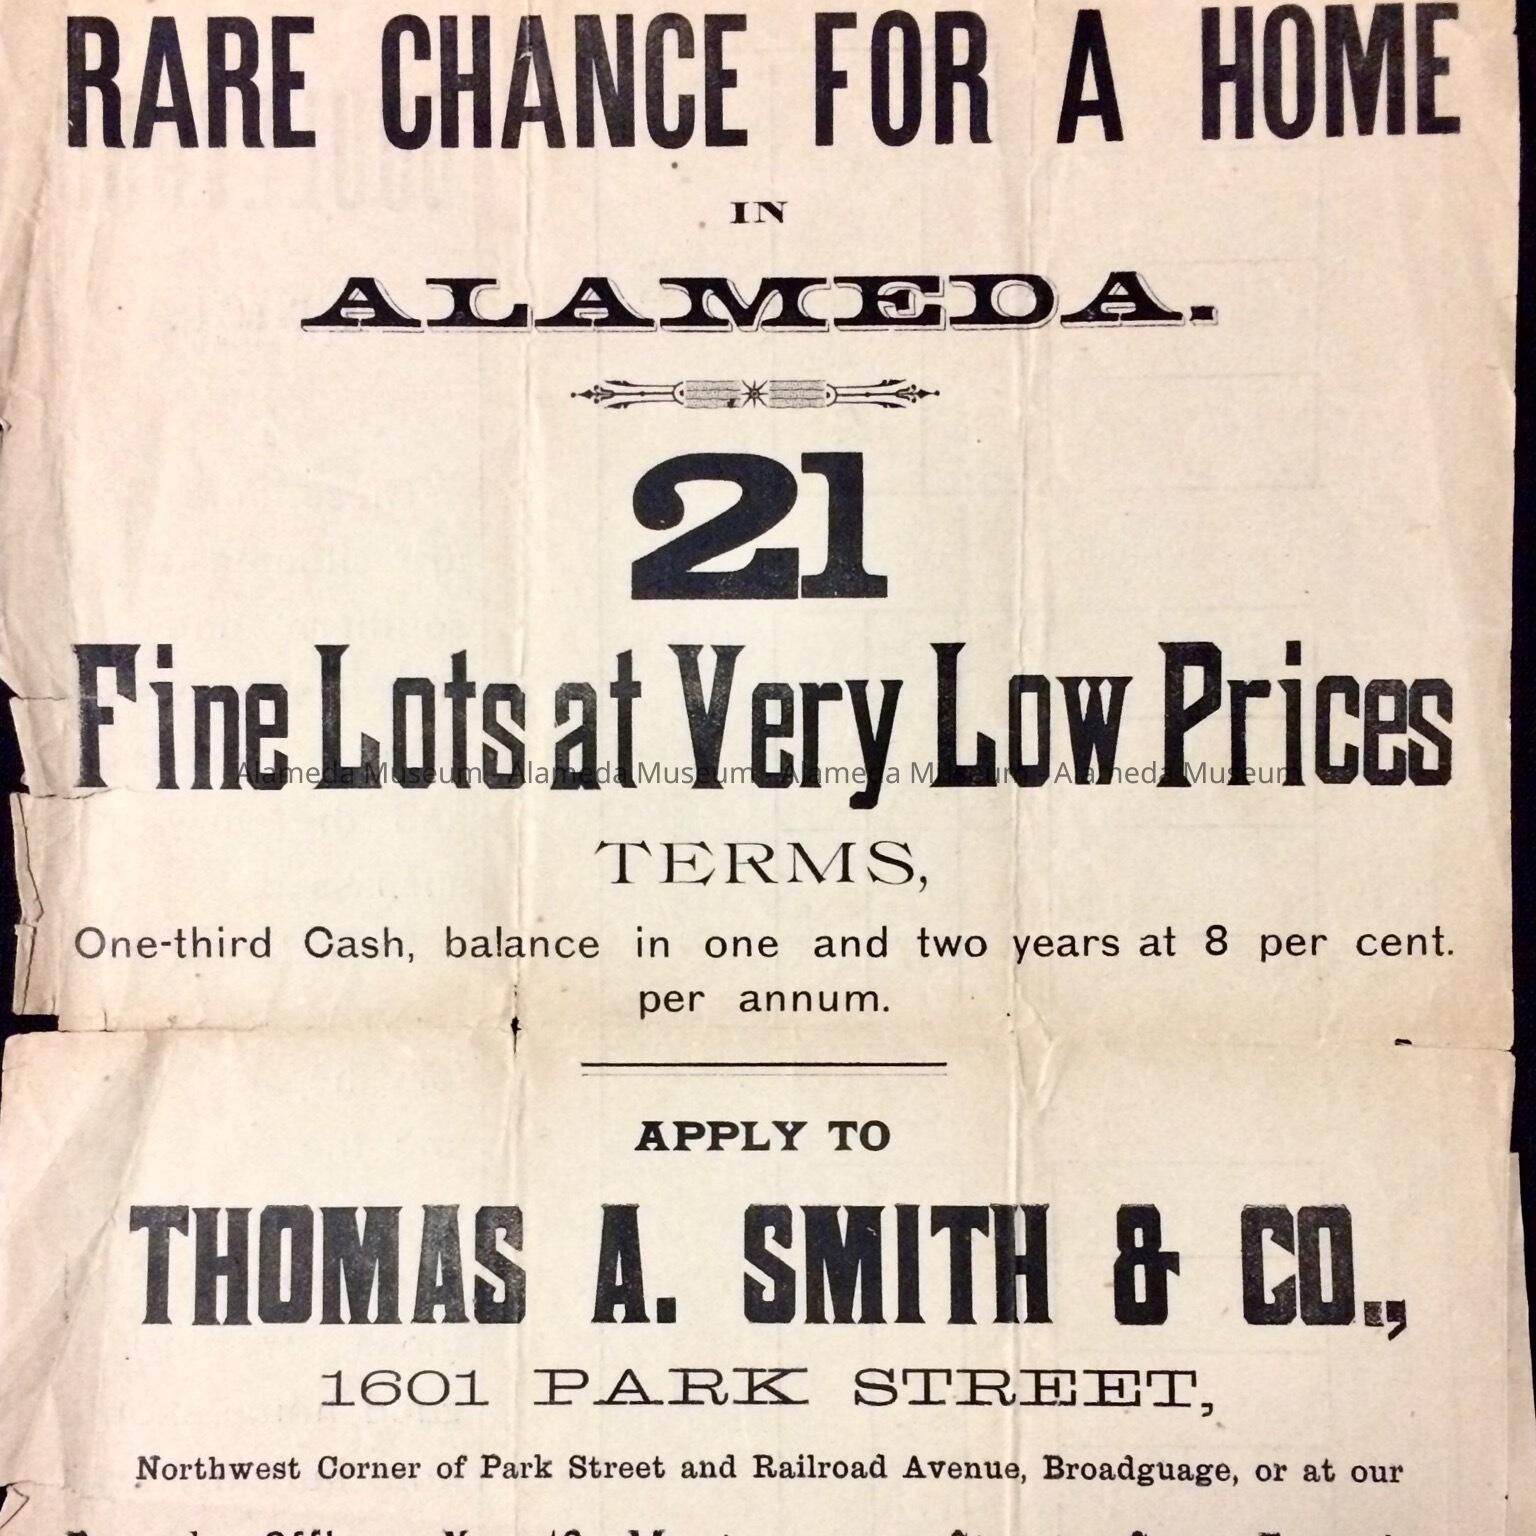 RARE CHANCE FOR A HOME
IN
ALAMEDA.
21
Fine Lots at Very Low Prices
Alameda Museum - Alameda Museum - Alameda Museum - Alameda Museum
TERMS,
One-third Cash, balance in one and two years at 8 per cent.
per annum.
APPLY TO
THOMAS A. SMITH & CO.,
1601 PARK STREET,
Northwest Corner of Park Street and Railroad Avenue, Broadguage, or at our